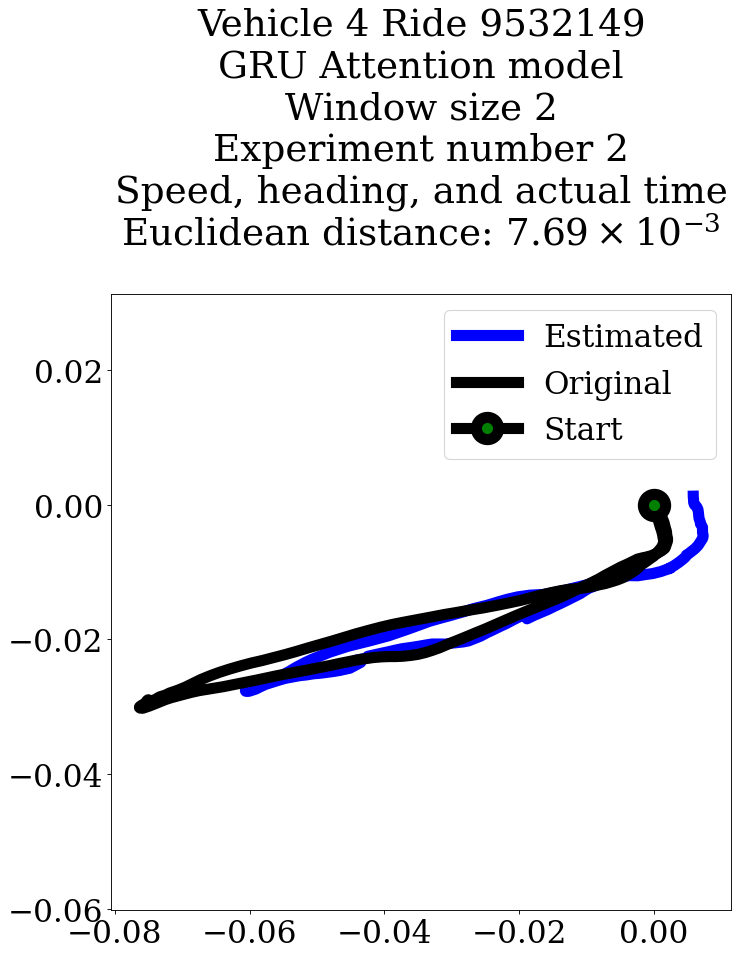 Vehicle 4 Ride 9532149
GRU Attention model
Window size 2
Experiment number 2
Speed, heading, and actual time
Euclidean distance: 7.69 × 10⁻³
Estimated
Original
Start
0.02
0.00
−0.02
−0.04
−0.06
−0.08 −0.06 −0.04 −0.02 0.00